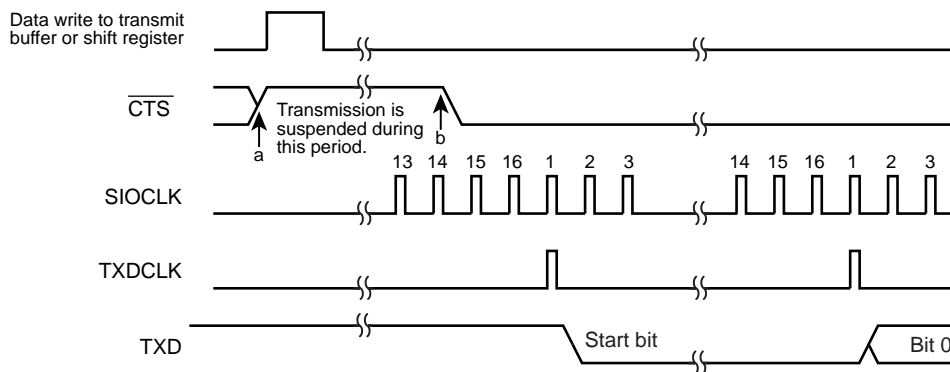 Data write to transmit
buffer or shift register
CTS
Transmission is
suspended during
this period.
a
b
13 14 15 16 1 2 3 14 15 16 1 2 3
SIOCLK
TXDCLK
TXD
Start bit
Bit 0